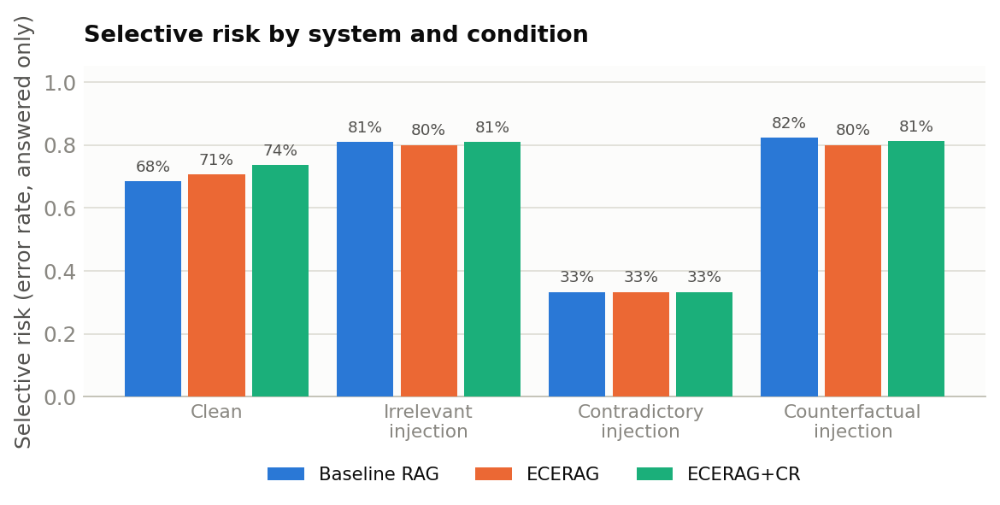 Selective risk by system and condition
Selective risk (error rate, answered only)
1.0
0.8
0.6
0.4
0.2
0.0
68%
71%
74%
81%
80%
81%
33%
33%
33%
82%
80%
81%
Clean
Irrelevant
injection
Contradictory
injection
Counterfactual
injection
Baseline RAG
ECERAG
ECERAG+CR